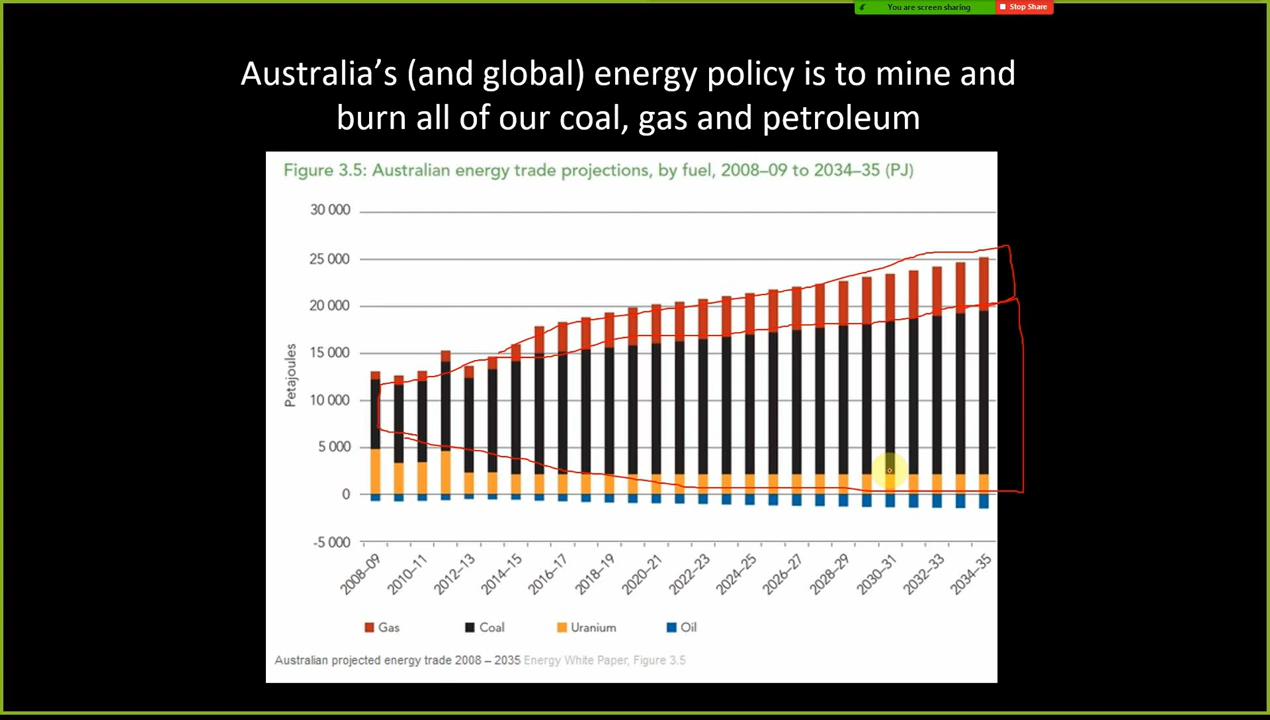 You are screen sharing
Stop Share
Australia's (and global) energy policy is to mine and
burn all of our coal, gas and petroleum
Figure 3.5: Australian energy trade projections, by fuel, 2008–09 to 2034–35 (PJ)
30 000
25 000
20 000
15 000
10 000
5 000
0
-5 000
Petajoules
2008–09
2010–11
2012–13
2014–15
2016–17
2018–19
2020–21
2022–23
2024–25
2026–27
2028–29
2030–31
2032–33
2034–35
Gas
Coal
Uranium
Oil
Australian projected energy trade 2008 – 2035 Energy White Paper, Figure 3.5